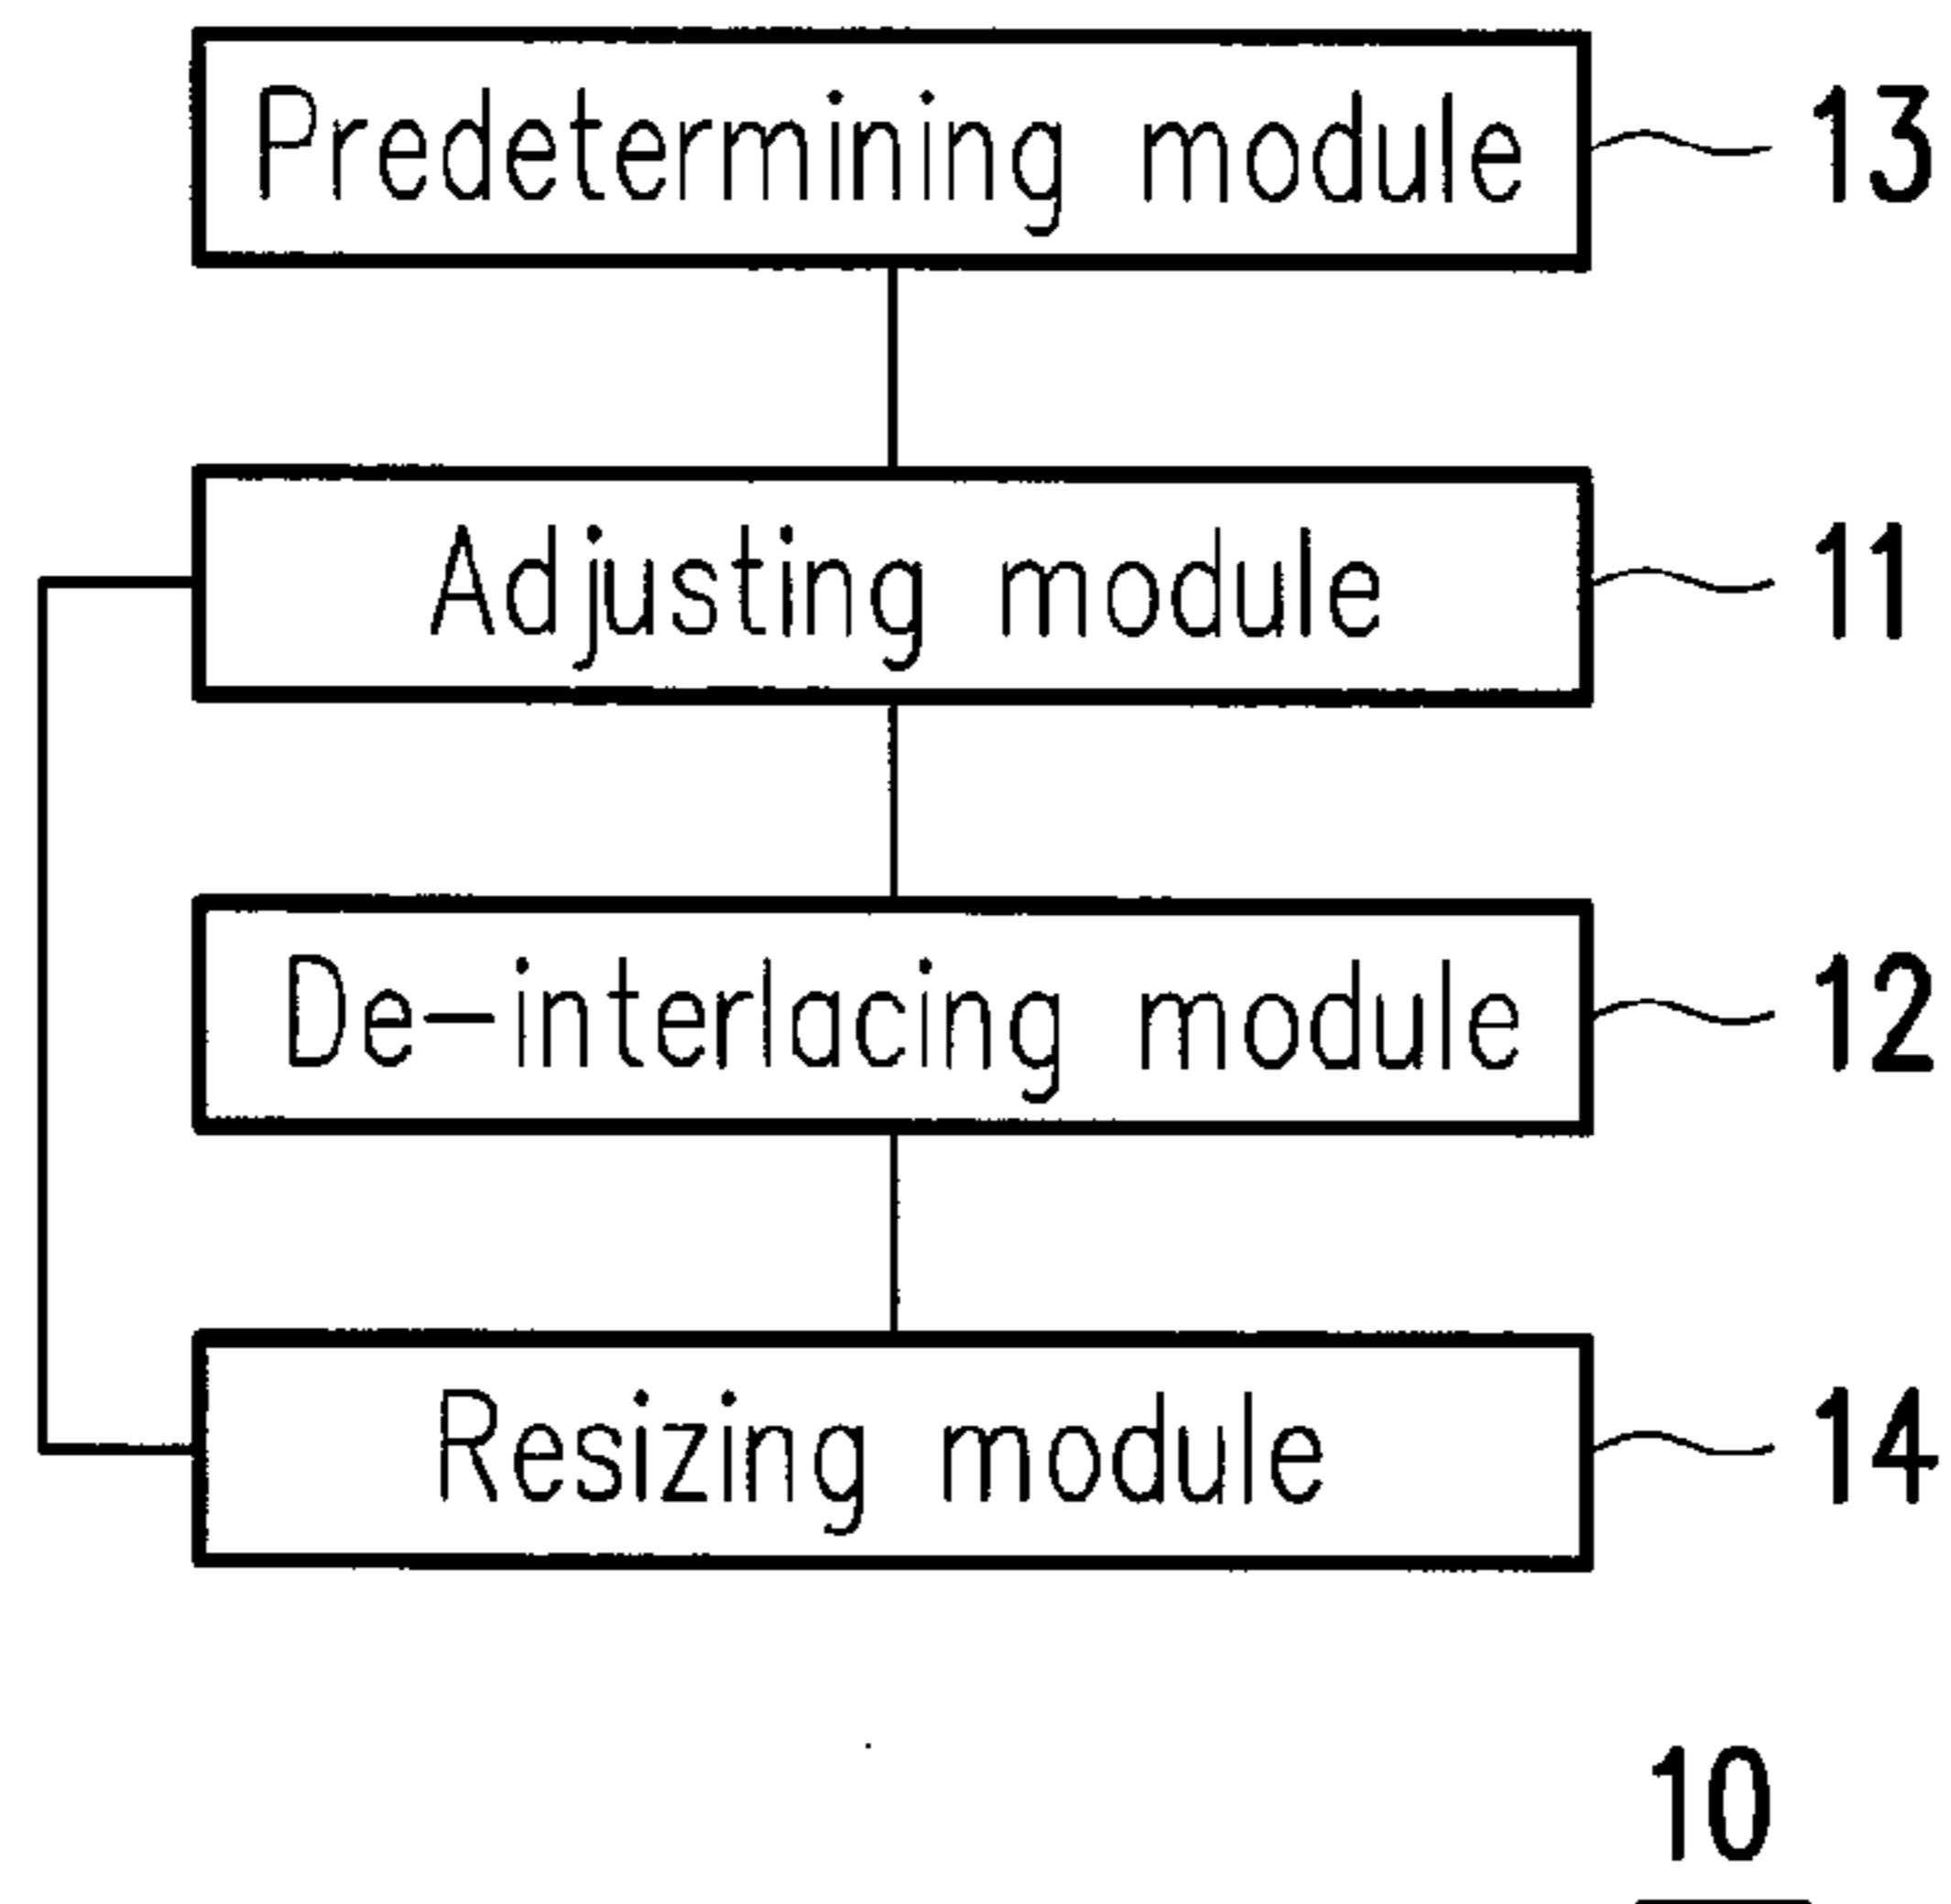 Predetermining module 13
Adjusting module 11
De-interlacing module 12
Resizing module 14
10